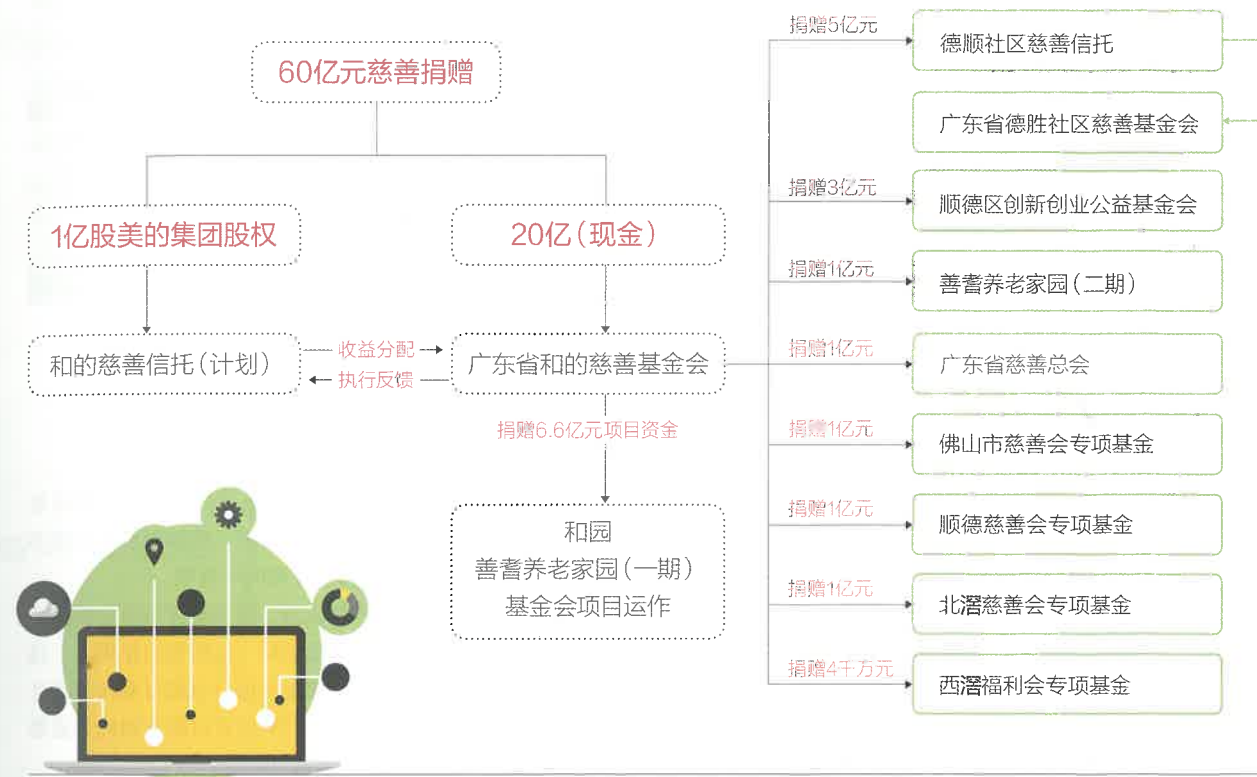 60亿元慈善捐赠
1亿股美的集团股权
20亿（现金）
和的慈善信托（计划）
收益分配
执行反馈
广东省和的慈善基金会
捐赠6.6亿元项目资金
和园
善耆养老家园（一期）
基金会项目运作
捐赠5亿元
德顺社区慈善信托
广东省德胜社区慈善基金会
捐赠3亿元
顺德区创新创业公益基金会
捐赠1亿元
善耆养老家园（二期）
捐赠1亿元
广东省慈善总会
捐赠1亿元
佛山市慈善会专项基金
捐赠1亿元
顺德慈善会专项基金
捐赠1亿元
北滘慈善会专项基金
捐赠4千万元
西滘福利会专项基金